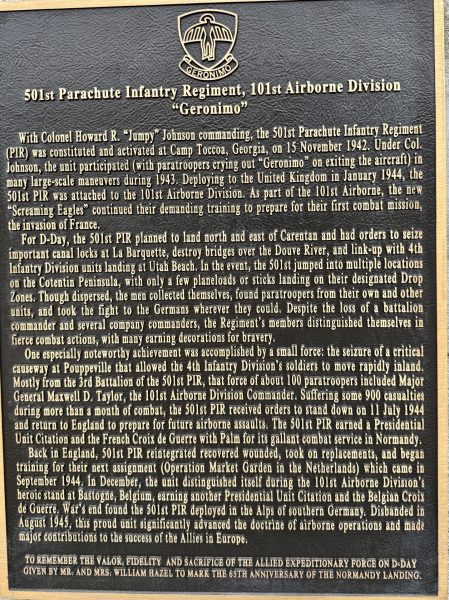 GERONIMO
501st Parachute Infantry Regiment, 101st Airborne Division
"Geronimo"
With Colonel Howard R. "Jumpy" Johnson commanding, the 501st Parachute Infantry Regiment
(PIR) was constituted and activated at Camp Toccoa, Georgia, on 15 November 1942. Under Col.
Johnson, the unit participated (with paratroopers crying out "Geronimo" on exiting the aircraft) in
many large-scale maneuvers during 1943. Deploying to the United Kingdom in January 1944, the
501st PIR was attached to the 101st Airborne Division. As part of the 101st Airborne, the new
"Screaming Eagles" continued their demanding training to prepare for their first combat mission,
the invasion of France.
For D-Day, the 501st PIR planned to land north and east of Carentan and had orders to seize
important canal locks at La Barquette, destroy bridges over the Douve River, and link-up with 4th
Infantry Division units landing at Utah Beach. In the event, the 501st jumped into multiple locations
on the Cotentin Peninsula, with only a few planeloads or sticks landing on their designated Drop
Zones. Though dispersed, the men collected themselves, found paratroopers from their own and other
units, and took the fight to the Germans wherever they could. Despite the loss of a battalion
commander and several company commanders, the Regiment's members distinguished themselves in
fierce combat actions, with many earning decorations for bravery.
One especially noteworthy achievement was accomplished by a small force: the seizure of a critical
causeway at Pouppeville that allowed the 4th Infantry Division's soldiers to move rapidly inland.
Mostly from the 3rd Battalion of the 501st PIR, that force of about 100 paratroopers included Major
General Maxwell D. Taylor, the 101st Airborne Division Commander. Suffering some 900 casualties
during more than a month of combat, the 501st PIR received orders to stand down on 11 July 1944
and return to England to prepare for future airborne assaults. The 501st PIR earned a Presidential
Unit Citation and the French Croix de Guerre with Palm for its gallant combat service in Normandy.
Back in England, 501st PIR reintegrated recovered wounded, took on replacements, and began
training for their next assignment (Operation Market Garden in the Netherlands) which came in
September 1944. In December, the unit distinguished itself during the 101st Airborne Division's
heroic stand at Bastogne, Belgium, earning another Presidential Unit Citation and the Belgian Croix
de Guerre. War's end found the 501st PIR deployed in the Alps of southern Germany. Disbanded in
August 1945, this proud unit significantly advanced the doctrine of airborne operations and made
major contributions to the success of the Allies in Europe.
TO REMEMBER THE VALOR, FIDELITY AND SACRIFICE OF THE ALLIED EXPEDITIONARY FORCE ON D-DAY
GIVEN BY MR. AND MRS. WILLIAM HAZEL TO MARK THE 65TH ANNIVERSARY OF THE NORMANDY LANDING.